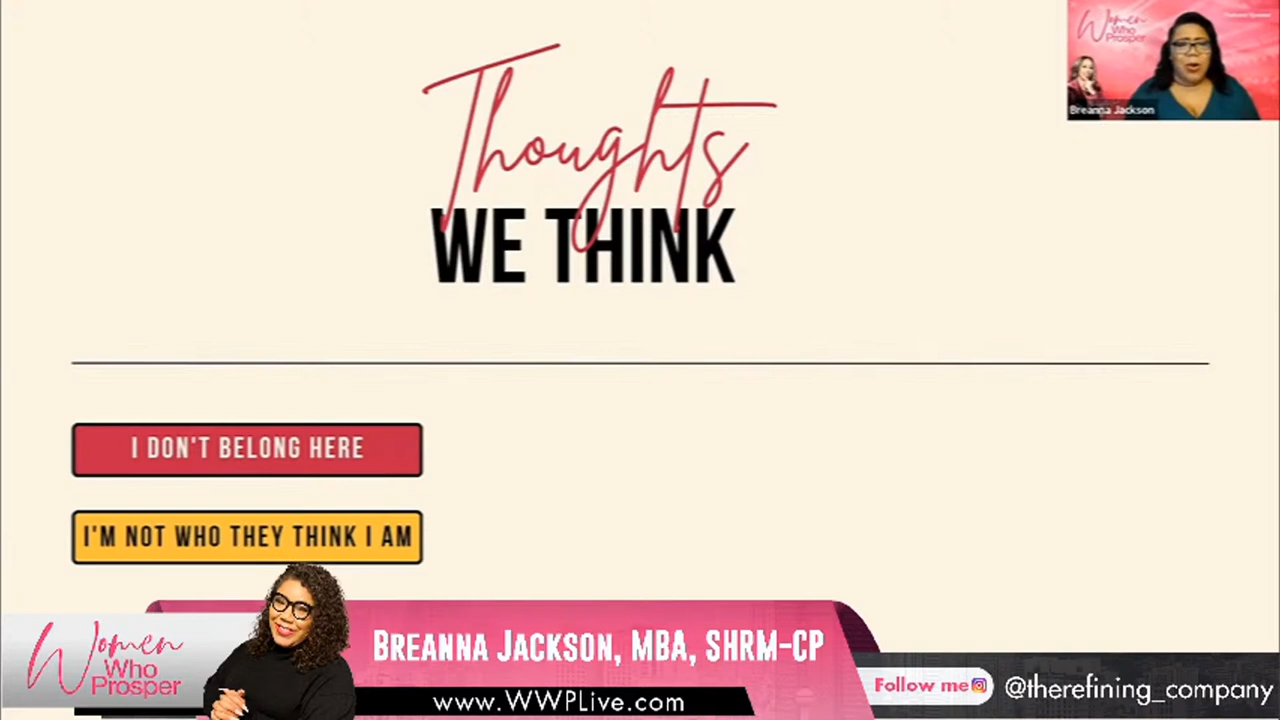 Thoughts
WE THINK
Women
Who
Prosper
Breanna Jackson
I DON'T BELONG HERE
I'M NOT WHO THEY THINK I AM
Women
Who
Prosper
BREANNA JACKSON, MBA, SHRM-CP
www.WWPLive.com
Follow me
@therefining_company